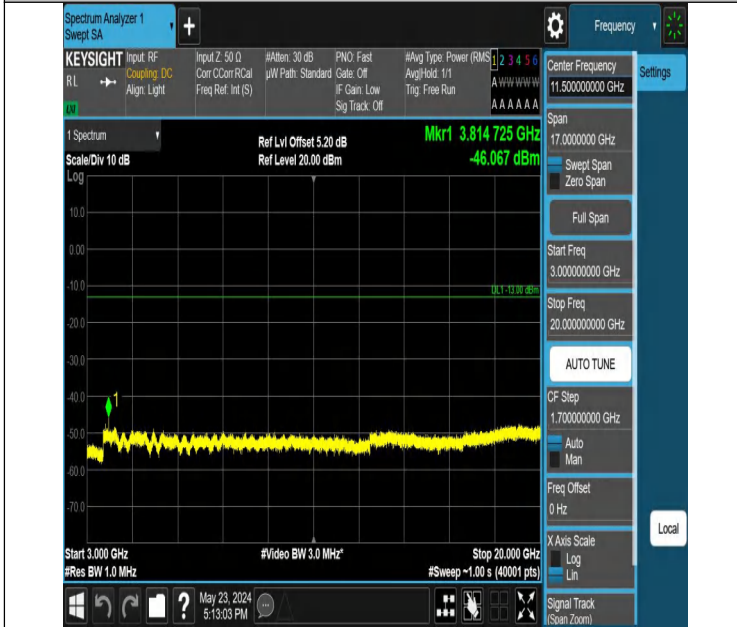 Spectrum Analyzer 1
Swept SA
+
Frequency
KEYSIGHT
RL
Input: RF
Coupling: DC
Align: Light
Input Z: 50 Ω
Corr CCorr RCal
Freq Ref: Int (S)
#Atten: 30 dB
µW Path: Standard
PNO: Fast
Gate: Off
IF Gain: Low
Sig Track: Off
#Avg Type: Power (RMS
Avg|Hold: 1/1
Trig: Free Run
1 2 3 4 5 6
A W W W W W
A A A A A A
Center Frequency
11.500000000 GHz
Settings
Span
17.0000000 GHz
Swept Span
Zero Span
Full Span
Start Freq
3.000000000 GHz
Stop Freq
20.000000000 GHz
AUTO TUNE
CF Step
1.700000000 GHz
Auto
Man
Freq Offset
0 Hz
X Axis Scale
Log
Lin
Signal Track
(Span Zoom)
Local
1 Spectrum
Scale/Div 10 dB
Log
Ref Lvl Offset 5.20 dB
Ref Level 20.00 dBm
Mkr1 3.814 725 GHz
-46.067 dBm
10.0
0.00
-10.0
DL1 -13.00 dBm
-20.0
-30.0
-40.0
1
-50.0
-60.0
-70.0
Start 3.000 GHz
#Res BW 1.0 MHz
#Video BW 3.0 MHz*
Stop 20.000 GHz
#Sweep ~1.00 s (40001 pts)
?
May 23, 2024
5:13:03 PM